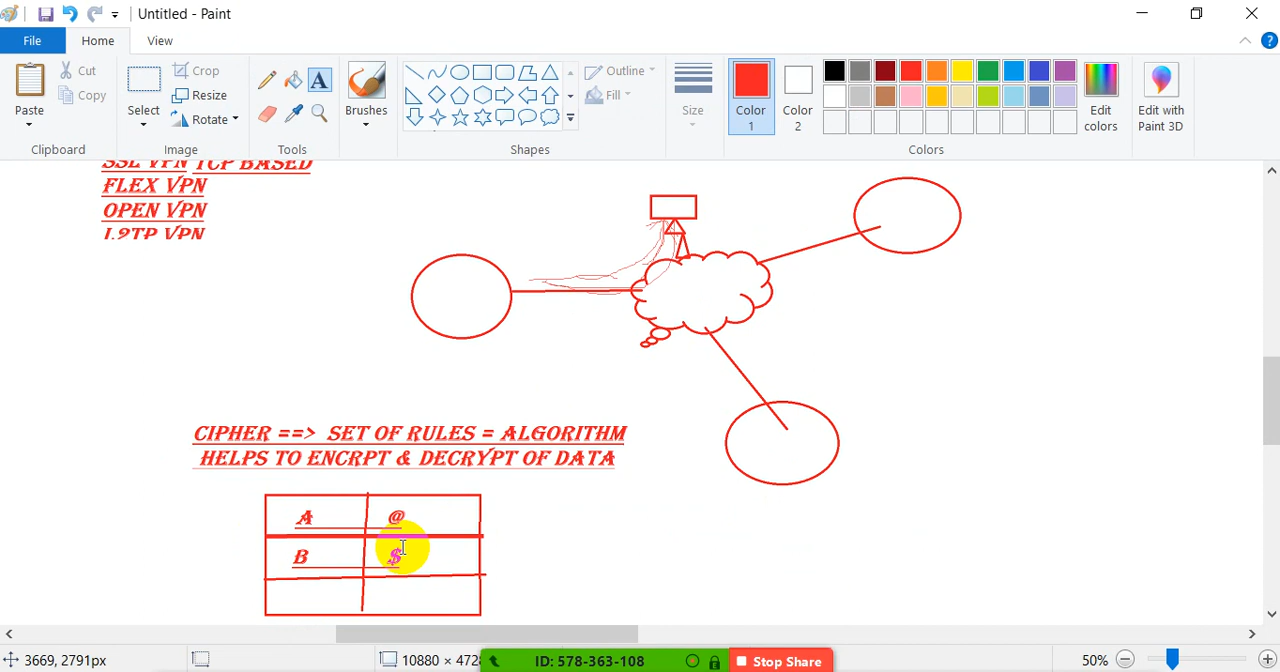 Untitled - Paint
File
Home
View
Paste
Cut
Copy
Clipboard
Select
Crop
Resize
Rotate
Image
A
Tools
Brushes
Outline
Fill
Shapes
Size
Color 1
Color 2
Edit colors
Colors
Edit with Paint 3D
SSL VPN TCP BASED
FLEX VPN
OPEN VPN
L2TP VPN
CIPHER ==> SET OF RULES = ALGORITHM
HELPS TO ENCRPT & DECRYPT OF DATA
A @
B $
3669, 2791px
10880 × 472
ID: 578-363-108
Stop Share
50%